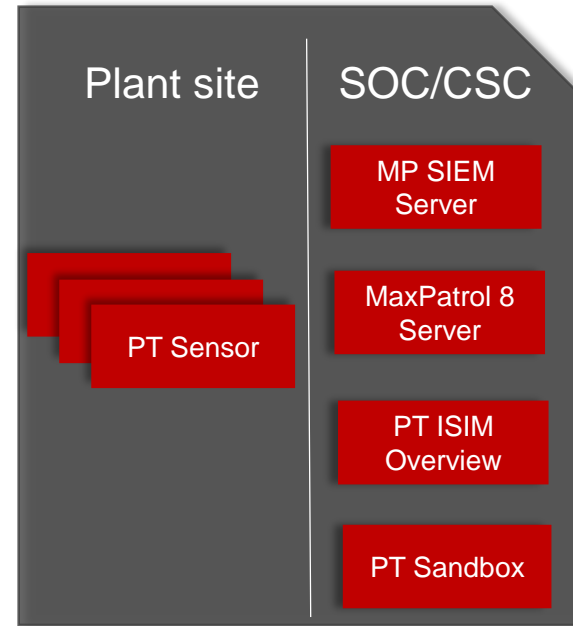 Plant site
SOC/CSC
MP SIEM
Server
MaxPatrol 8
Server
PT Sensor
PT ISIM
Overview
PT Sandbox